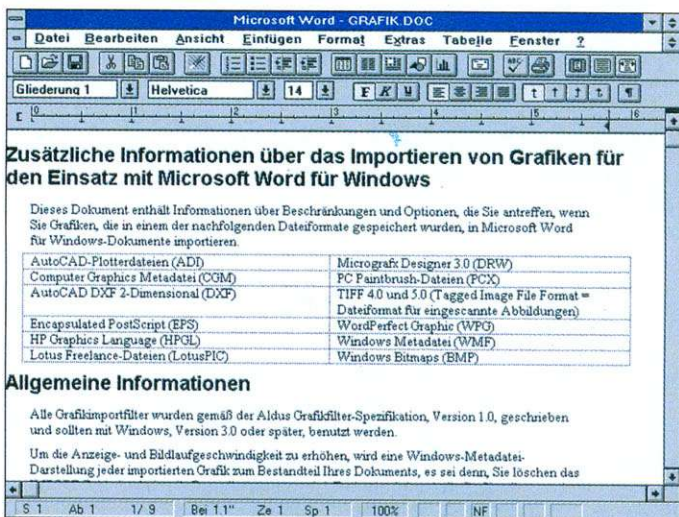 Microsoft Word - GRAFIK.DOC
Datei Bearbeiten Ansicht Einfügen Format Extras Tabelle Fenster ?
Gliederung 1 Helvetica 14 F K U
0 1 2 3 4 5 6
Zusätzliche Informationen über das Importieren von Grafiken für
den Einsatz mit Microsoft Word für Windows
Dieses Dokument enthält Informationen über Beschränkungen und Optionen, die Sie antreffen, wenn
Sie Grafiken, die in einem der nachfolgenden Dateiformate gespeichert wurden, in Microsoft Word
für Windows-Dokumente importieren.
AutoCAD-Plotterdateien (ADI) Micrografx Designer 3.0 (DRW)
Computer Graphics Metadatei (CGM) PC Paintbrush-Dateien (PCX)
AutoCAD DXF 2-Dimensional (DXF) TIFF 4.0 und 5.0 (Tagged Image File Format =
Dateiformat für eingescannte Abbildungen)
Encapsulated PostScript (EPS) WordPerfect Graphic (WPG)
HP Graphics Language (HPGL) Windows Metadatei (WMF)
Lotus Freelance-Dateien (LotusPIC) Windows Bitmaps (BMP)
Allgemeine Informationen
Alle Grafikimportfilter wurden gemäß der Aldus Grafikfilter-Spezifikation, Version 1.0, geschrieben
und sollten mit Windows, Version 3.0 oder später, benutzt werden.
Um die Anzeige- und Bildlaufgeschwindigkeit zu erhöhen, wird eine Windows-Metadatei-
Darstellung jeder importierten Grafik zum Bestandteil Ihres Dokuments, es sei denn, Sie löschen das
S 1 Ab 1 1/ 9 Bei 1.1" Ze 1 Sp 1 100% NF